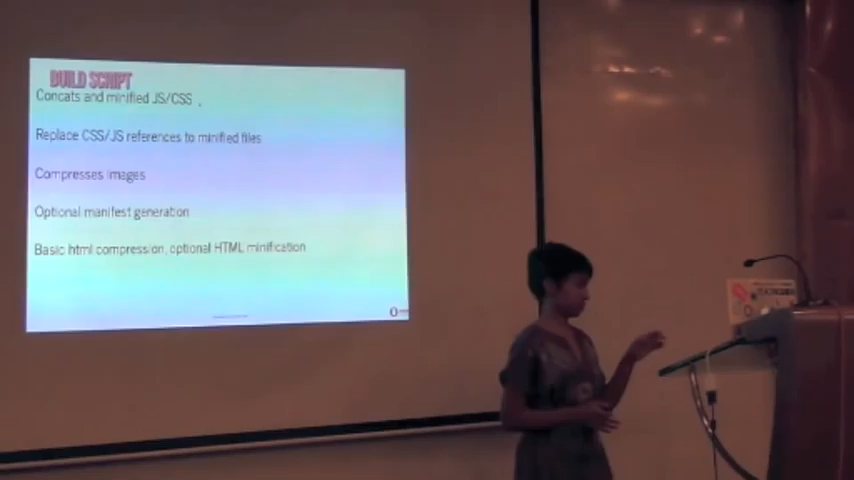 BUILD SCRIPT
Concats and minified JS/CSS
Replace CSS/JS references to minified files
Compresses images
Optional manifest generation
Basic html compression, optional HTML minification